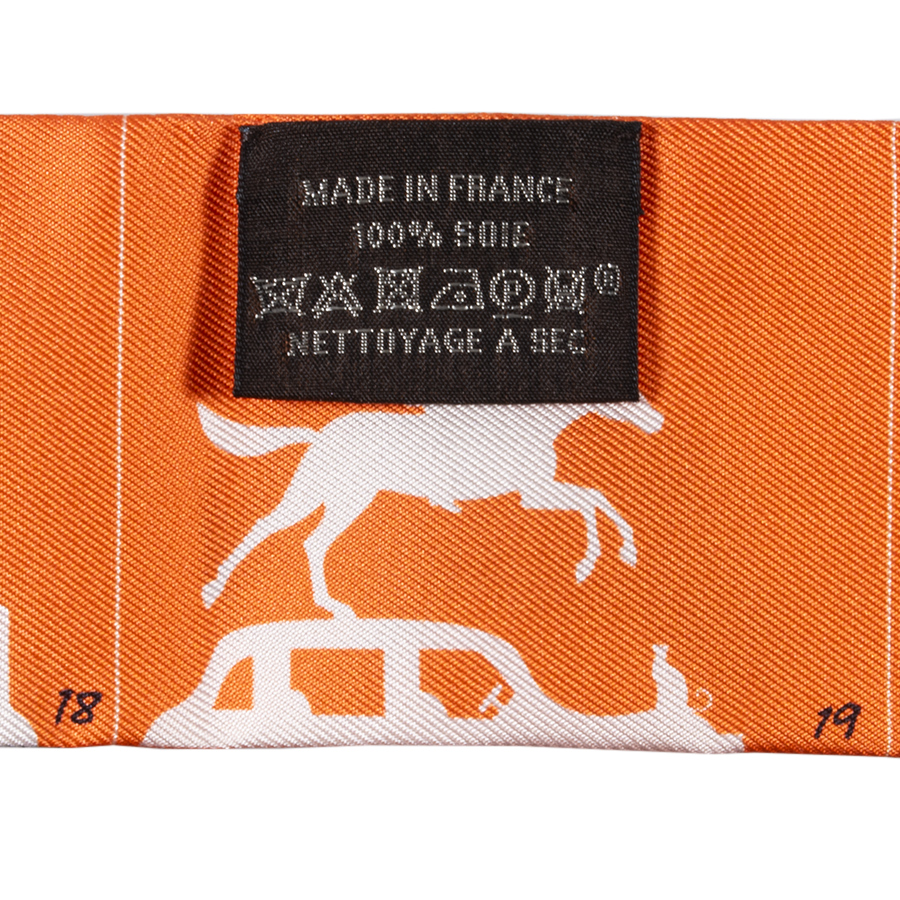 MADE IN FRANCE
100% SOIE
P ®
NETTOYAGE A SEC
18
19